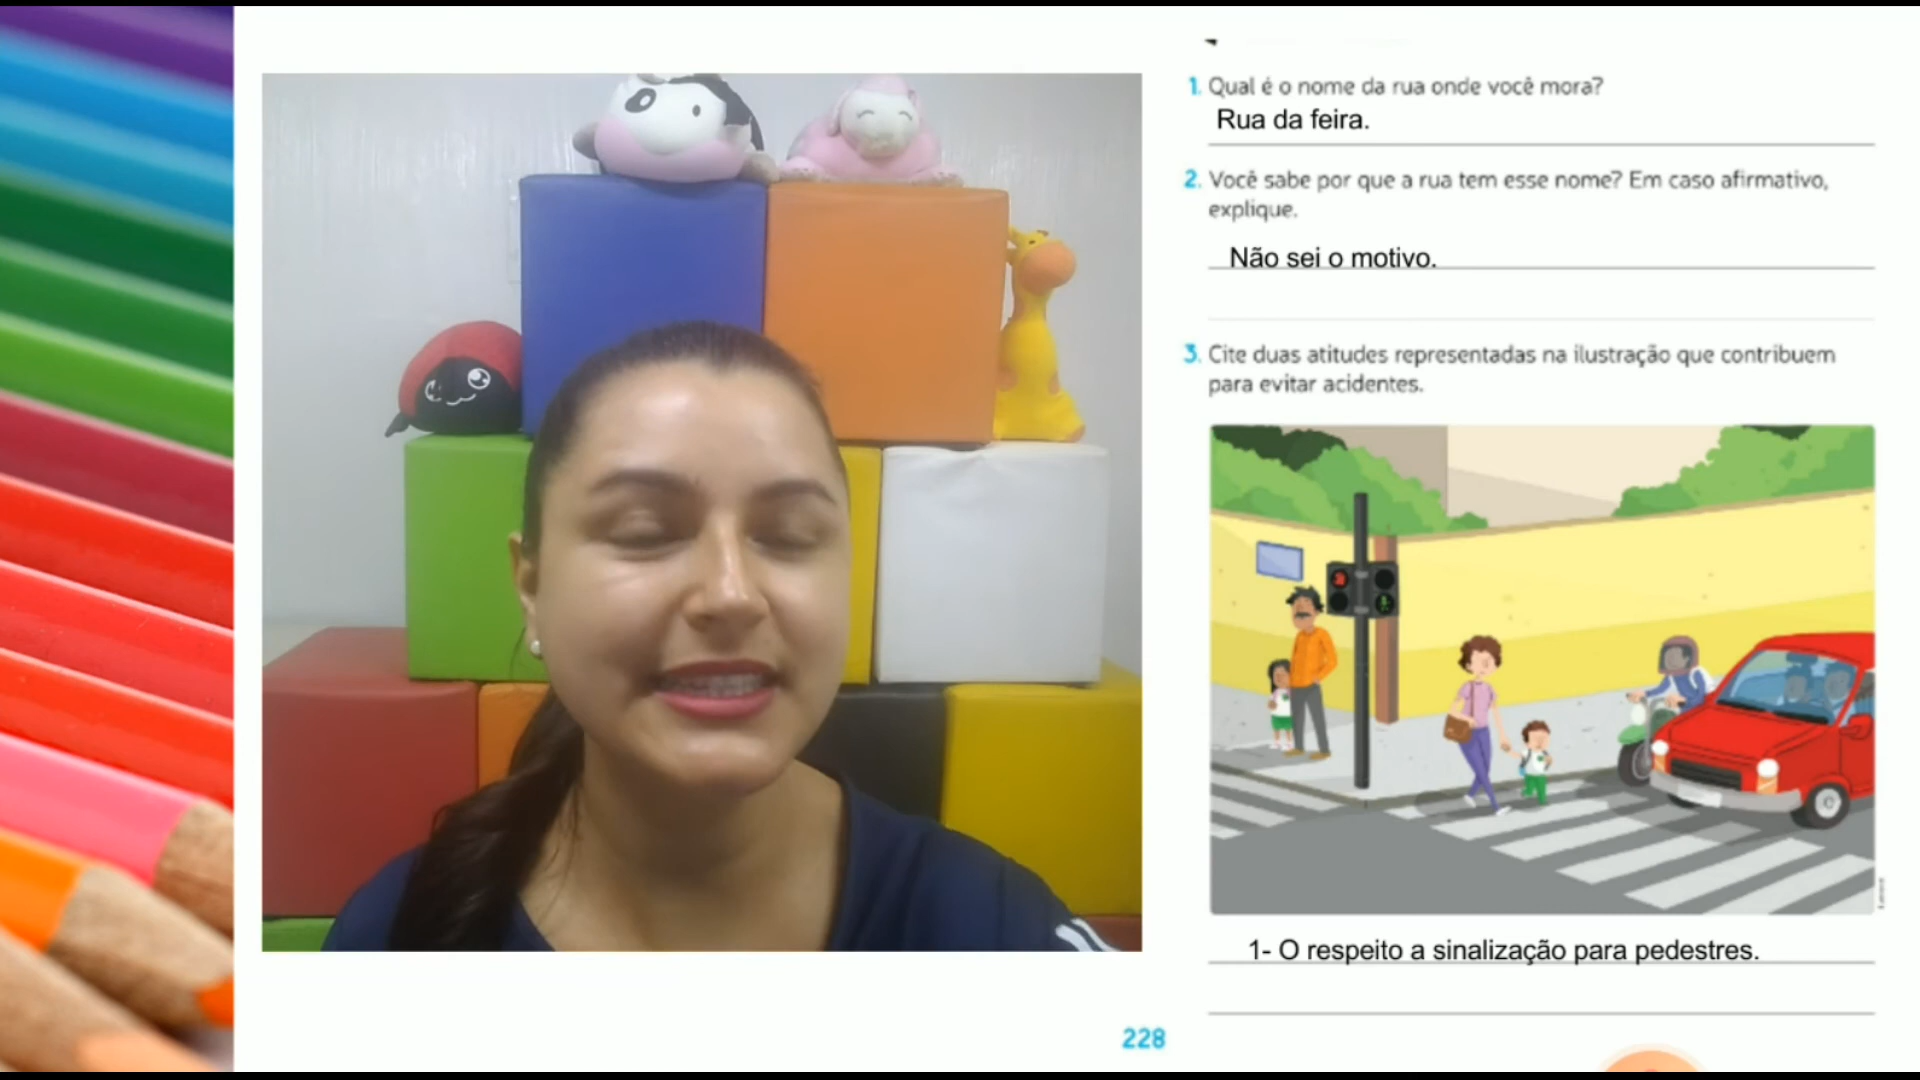 1. Qual é o nome da rua onde você mora?
Rua da feira.
2. Você sabe por que a rua tem esse nome? Em caso afirmativo,
explique.
Não sei o motivo.
3. Cite duas atitudes representadas na ilustração que contribuem
para evitar acidentes.
1- O respeito a sinalização para pedestres.
228